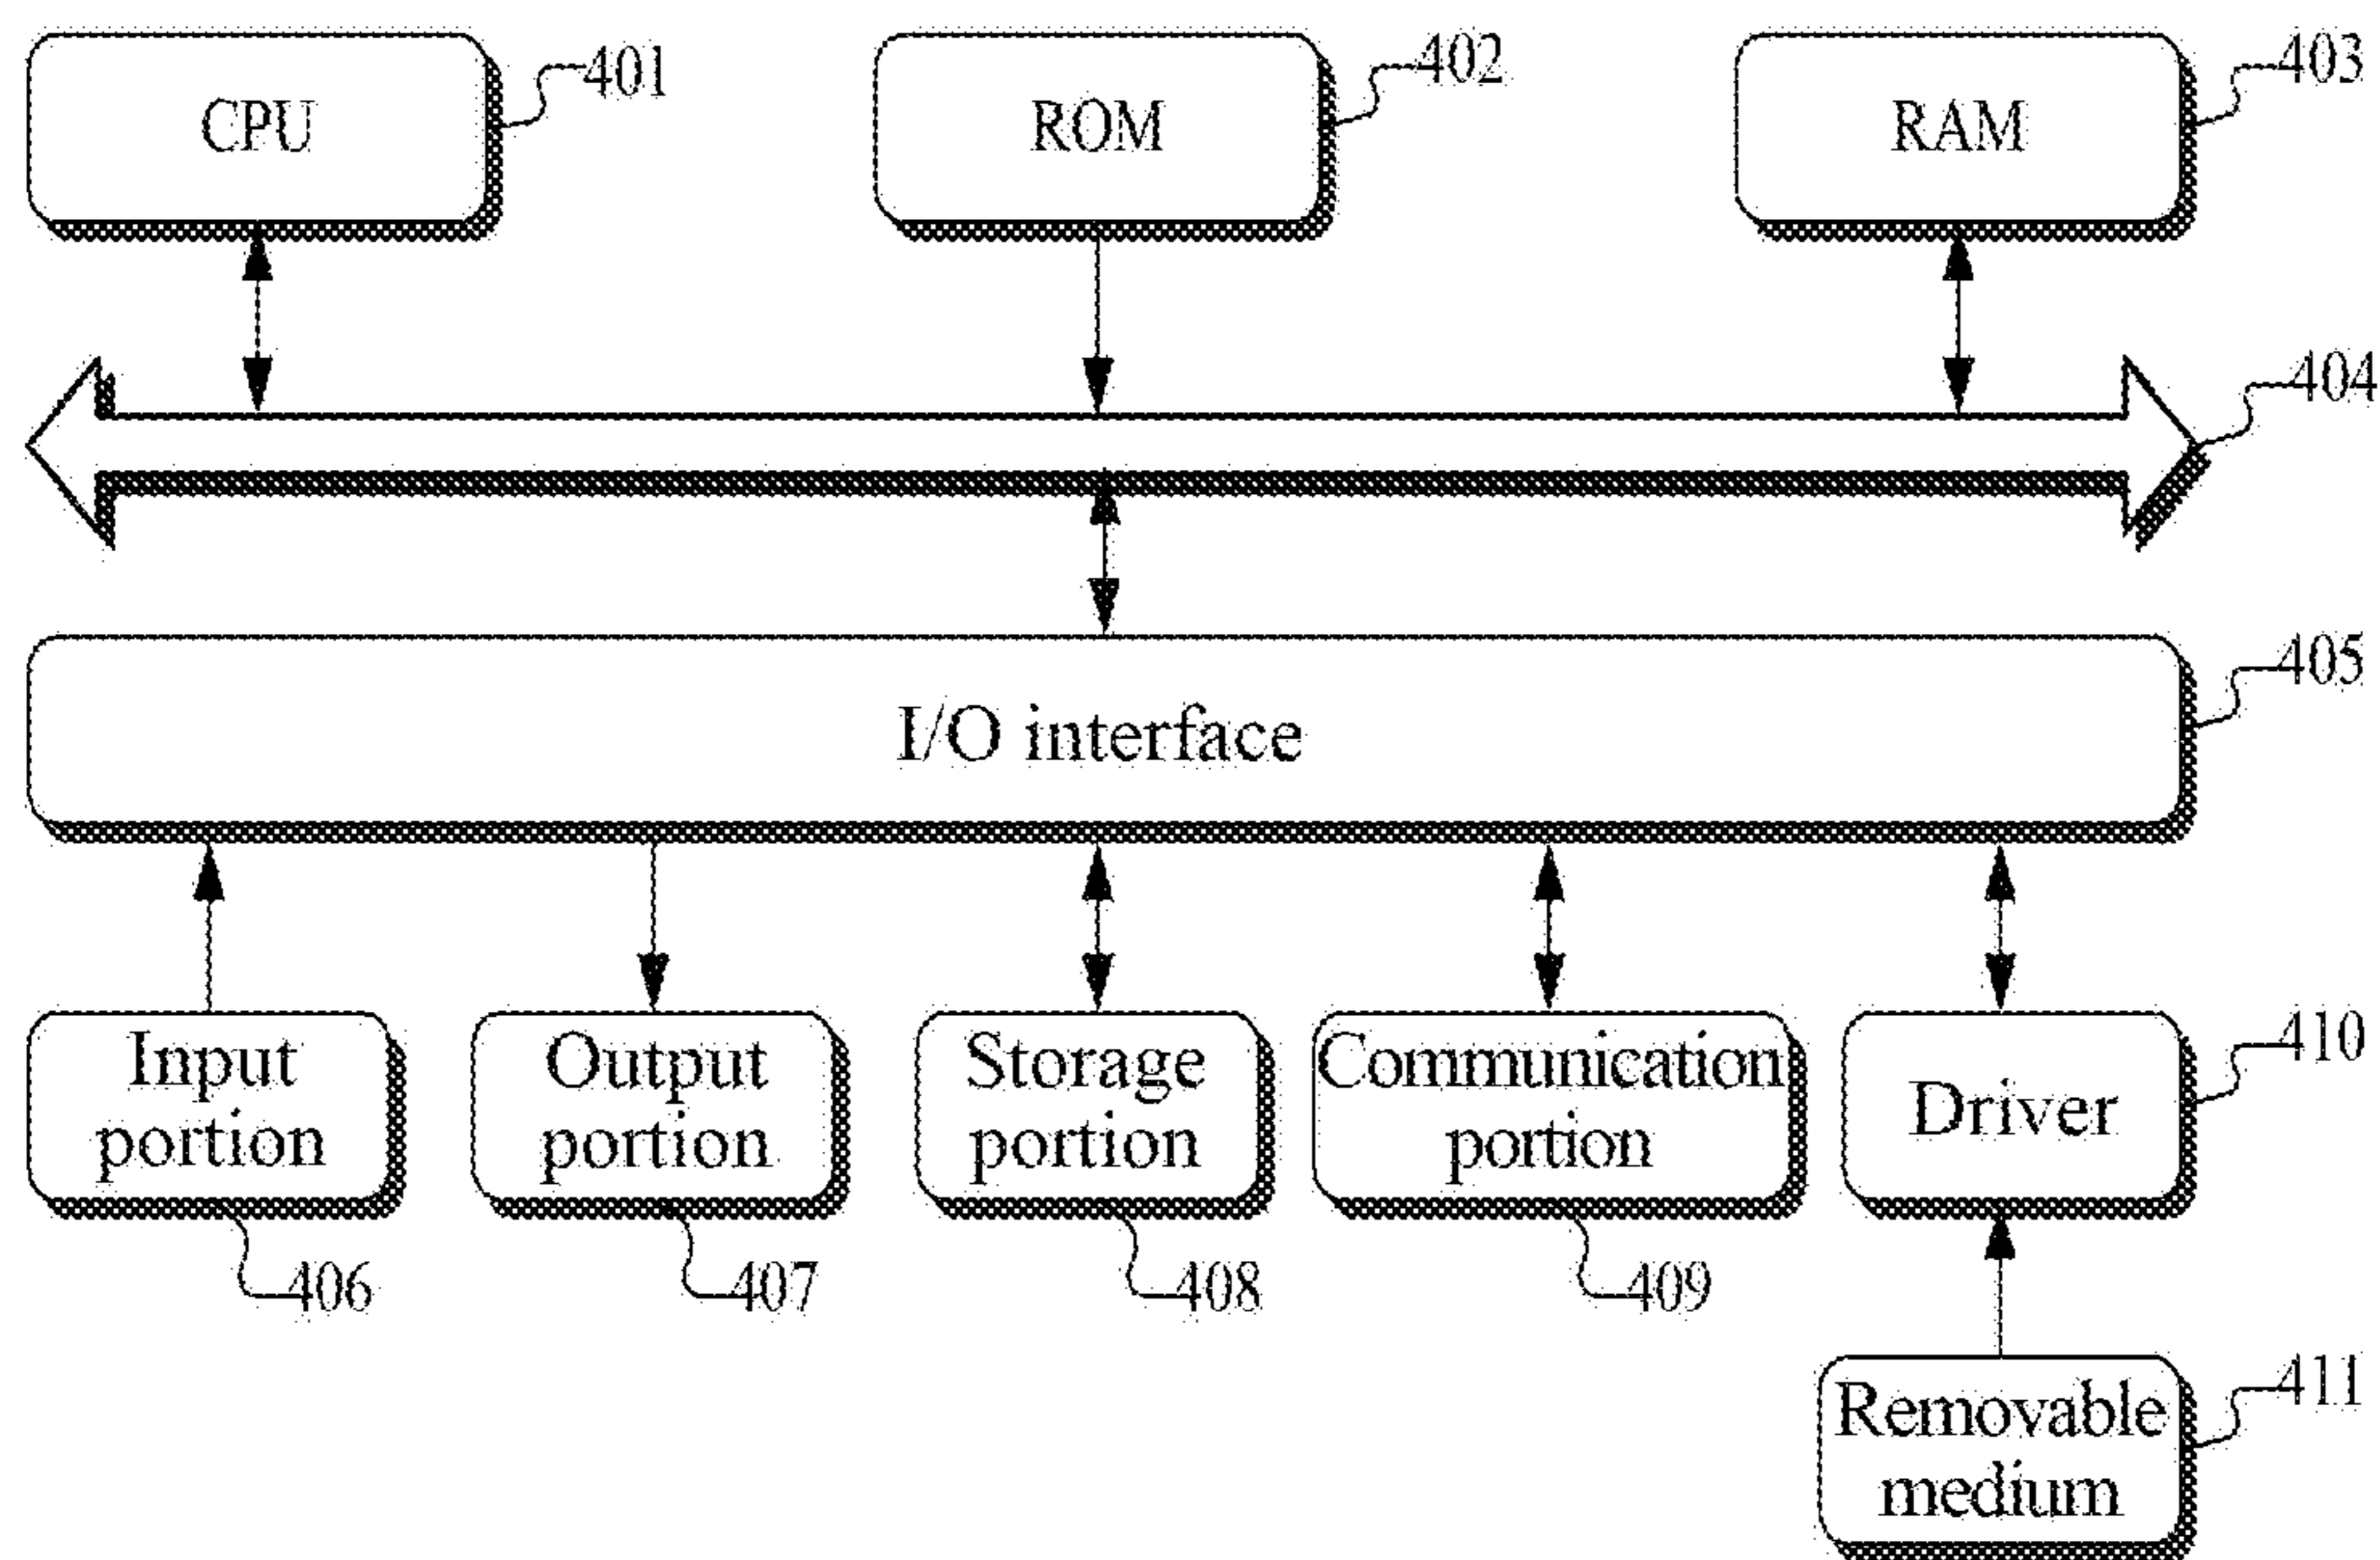 CPU
401
ROM
402
RAM
403
404
I/O interface
405
Input
portion
406
Output
portion
407
Storage
portion
408
Communication
portion
409
Driver
410
Removable
medium
411